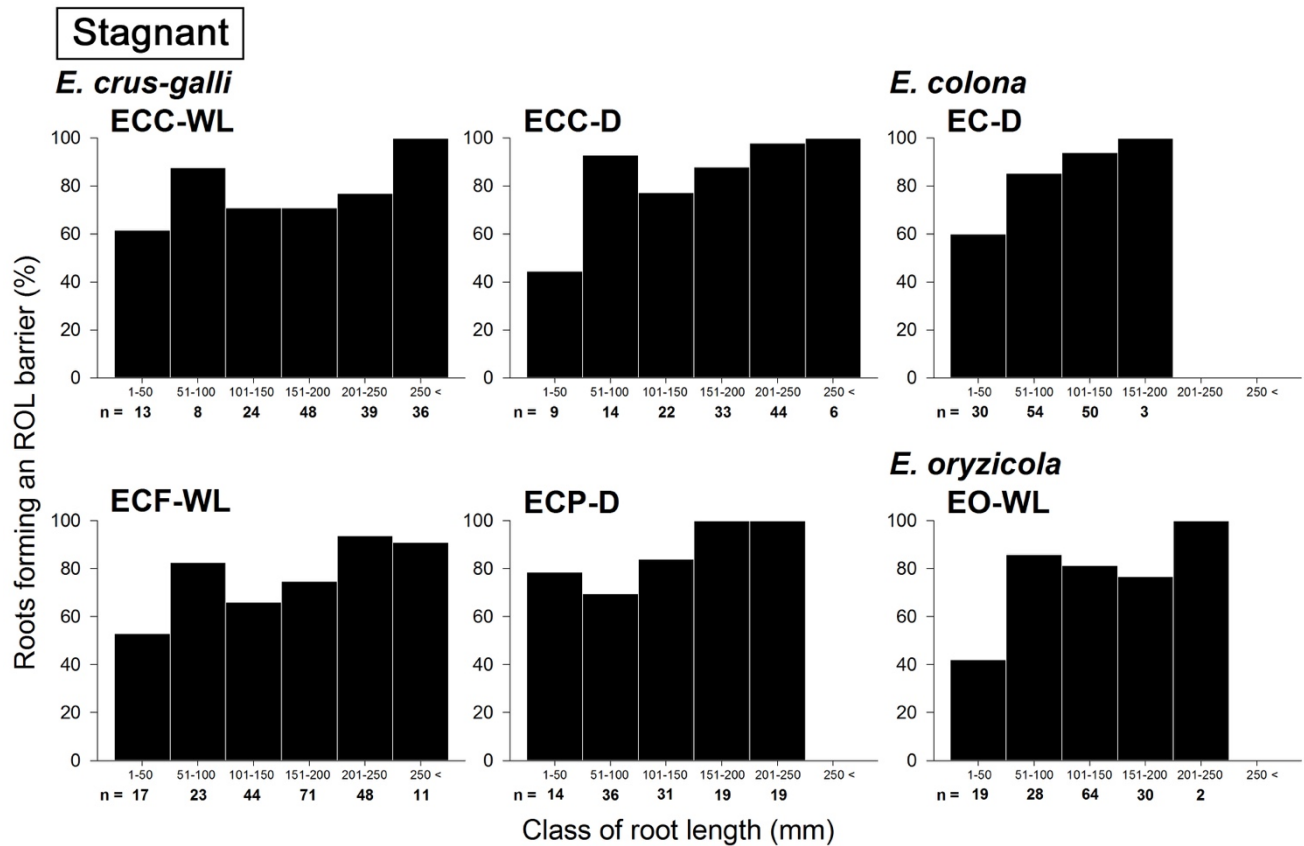 Stagnant
E. crus-galli
E. colona
ECC-WL
ECC-D
EC-D
100
80
60
40
20
0
1-50 51-100 101-150 151-200 201-250 250 <
n = 13 8 24 48 39 36
100
80
60
40
20
0
1-50 51-100 101-150 151-200 201-250 250 <
n = 9 14 22 33 44 6
100
80
60
40
20
0
1-50 51-100 101-150 151-200 201-250 250 <
n = 30 54 50 3
E. oryzicola
ECF-WL
ECP-D
EO-WL
100
80
60
40
20
0
1-50 51-100 101-150 151-200 201-250 250 <
n = 17 23 44 71 48 11
100
80
60
40
20
0
1-50 51-100 101-150 151-200 201-250 250 <
n = 14 36 31 19 19
100
80
60
40
20
0
1-50 51-100 101-150 151-200 201-250 250 <
n = 19 28 64 30 2
Roots forming an ROL barrier (%)
Class of root length (mm)